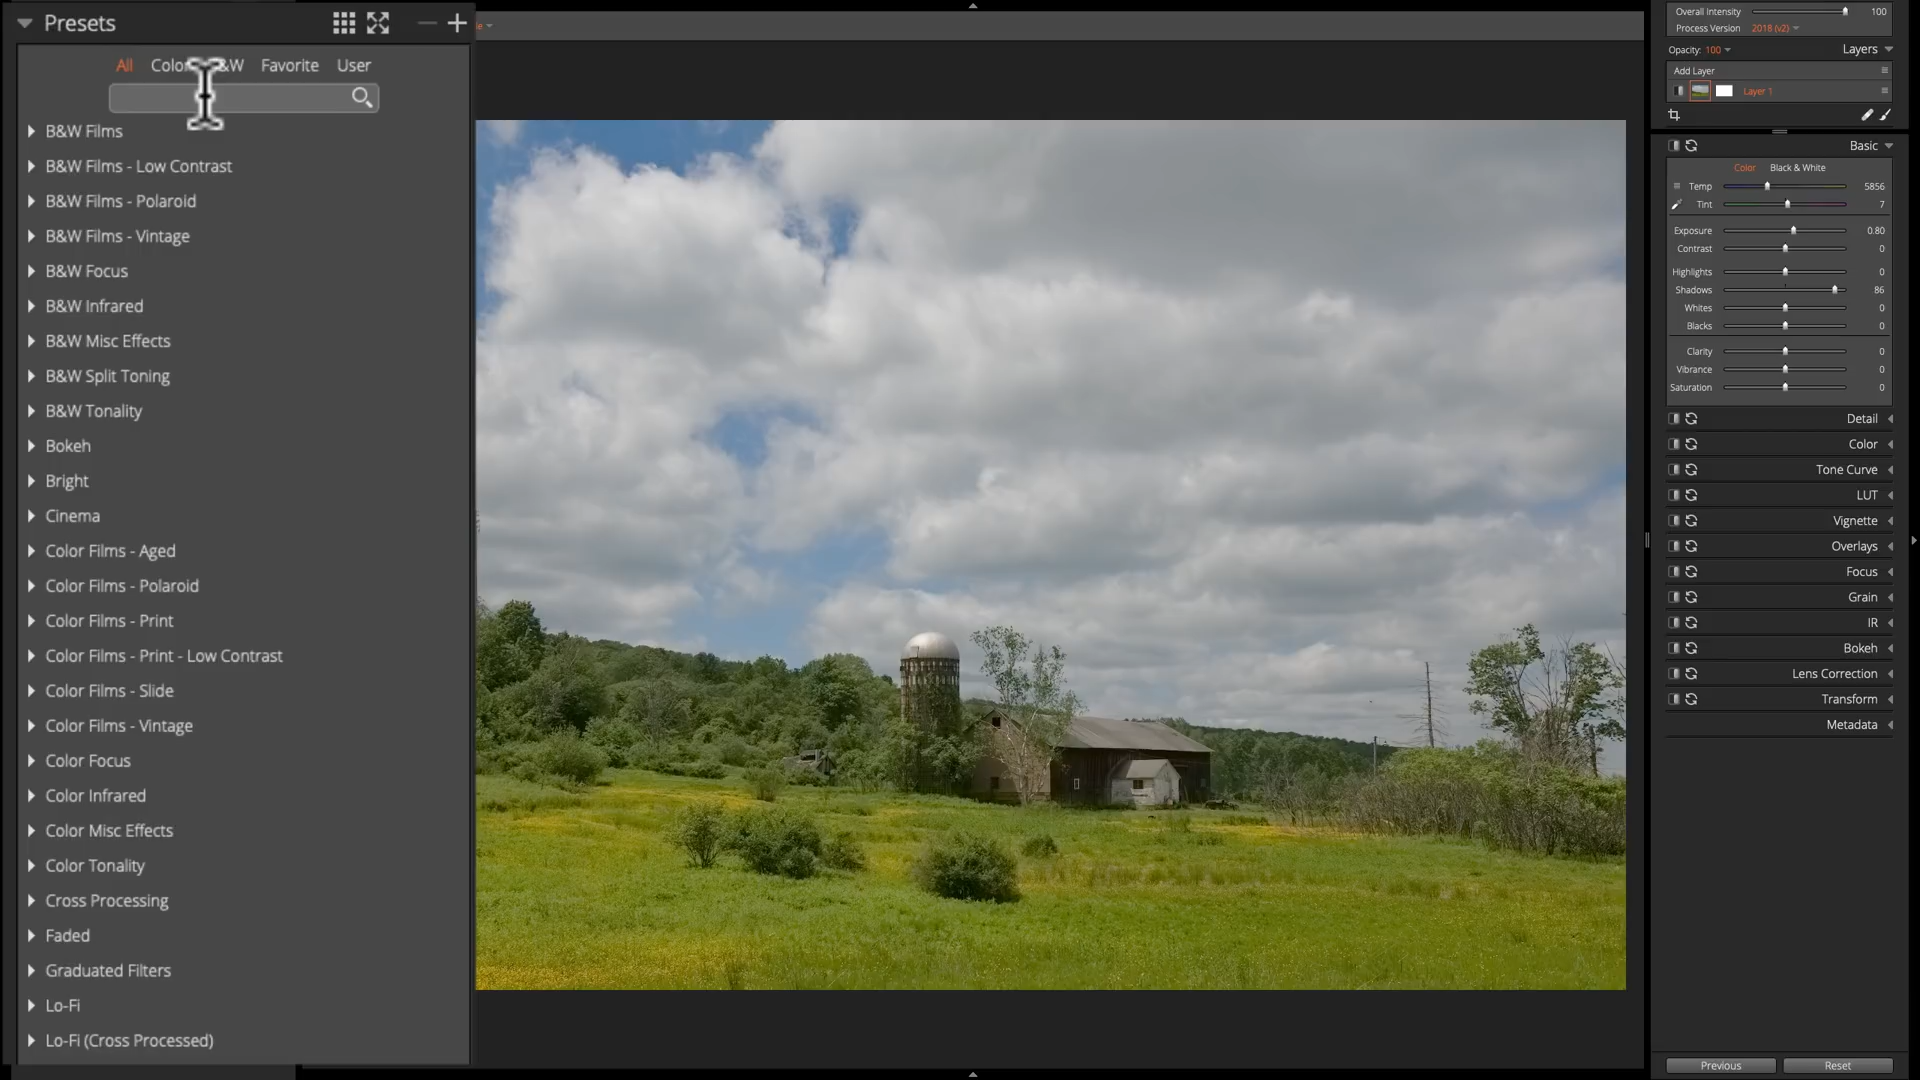 Presets
All Color B&W Favorite User
B&W Films
B&W Films - Low Contrast
B&W Films - Polaroid
B&W Films - Vintage
B&W Focus
B&W Infrared
B&W Misc Effects
B&W Split Toning
B&W Tonality
Bokeh
Bright
Cinema
Color Films - Aged
Color Films - Polaroid
Color Films - Print
Color Films - Print - Low Contrast
Color Films - Slide
Color Films - Vintage
Color Focus
Color Infrared
Color Misc Effects
Color Tonality
Cross Processing
Faded
Graduated Filters
Lo-Fi
Lo-Fi (Cross Processed)
Overall Intensity 100
Process Version 2018 (v2)
Opacity: 100 Layers
Add Layer
Layer 1
Basic
Color Black & White
Temp 5856
Tint 7
Exposure 0.80
Contrast 0
Highlights 0
Shadows 86
Whites 0
Blacks 0
Clarity 0
Vibrance 0
Saturation 0
Detail
Color
Tone Curve
LUT
Vignette
Overlays
Focus
Grain
IR
Bokeh
Lens Correction
Transform
Metadata
Previous Reset